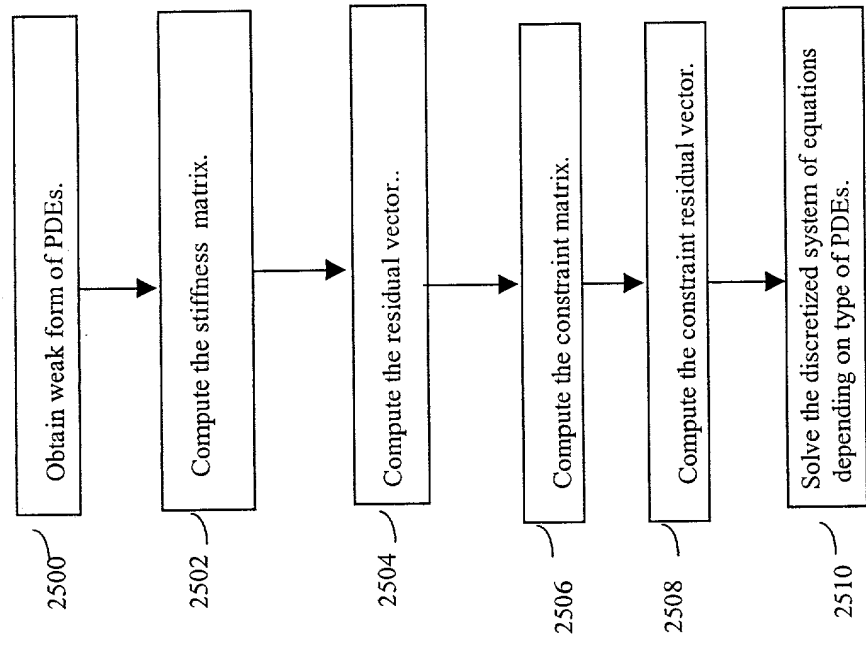 2500
Obtain weak form of PDEs.
2502
Compute the stiffness matrix.
2504
Compute the residual vector..
2506
Compute the constraint matrix.
2508
Compute the constraint residual vector.
2510
Solve the discretized system of equations
depending on type of PDEs.